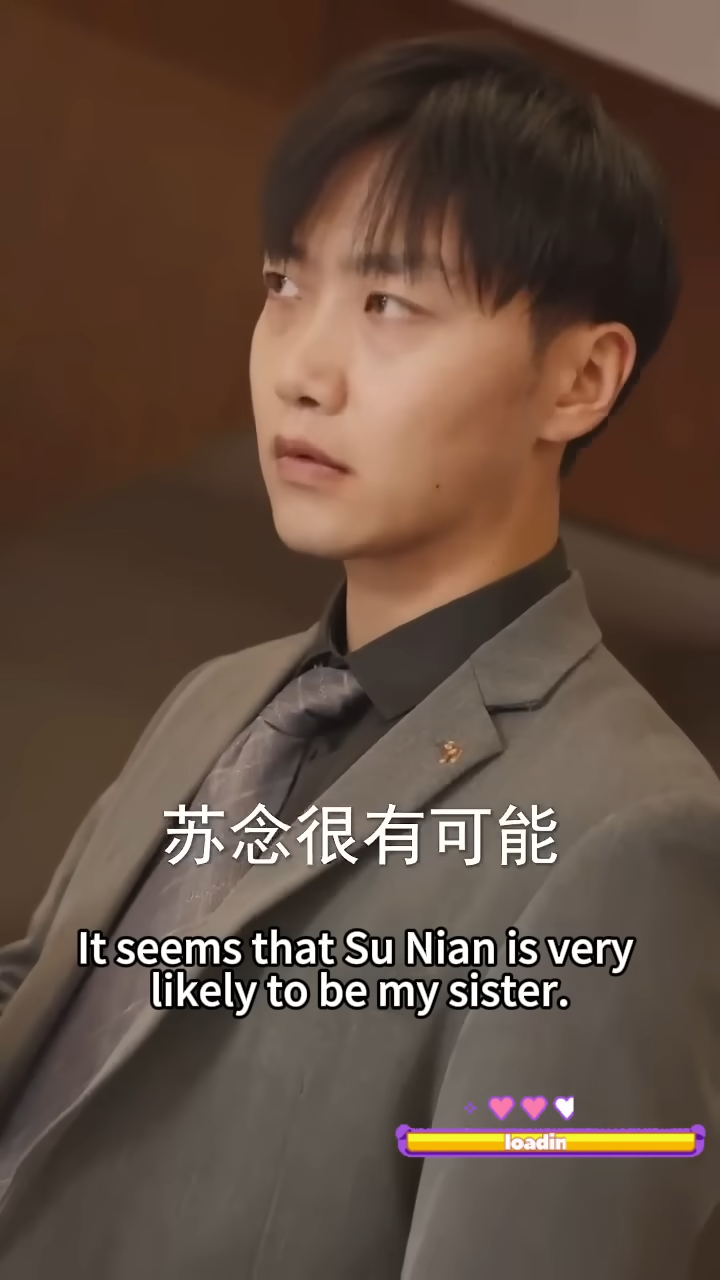 苏念很有可能
It seems that Su Nian is very
likely to be my sister.
loadin